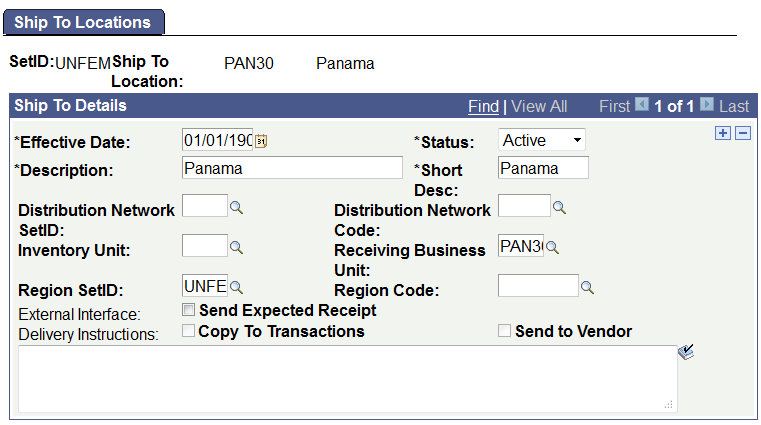 Ship To Locations
SetID: UNFEM Ship To Location: PAN30 Panama
Ship To Details Find | View All First 1 of 1 Last
*Effective Date: 01/01/190 *Status: Active
*Description: Panama *Short Desc: Panama
Distribution Network SetID: Distribution Network Code:
Inventory Unit: Receiving Business Unit: PAN30
Region SetID: UNFE Region Code:
External Interface: Send Expected Receipt
Delivery Instructions: Copy To Transactions Send to Vendor